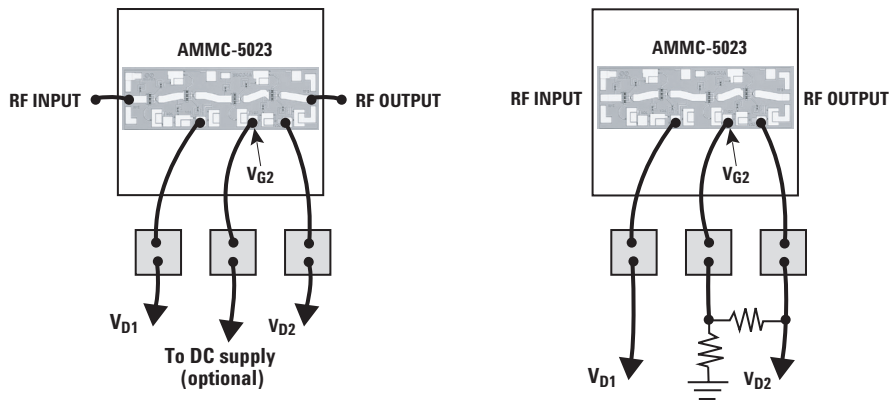 AMMC-5023
RF INPUT
RF OUTPUT
VG2
VD1
VD2
To DC supply
(optional)
AMMC-5023
RF INPUT
RF OUTPUT
VG2
VD1
VD2